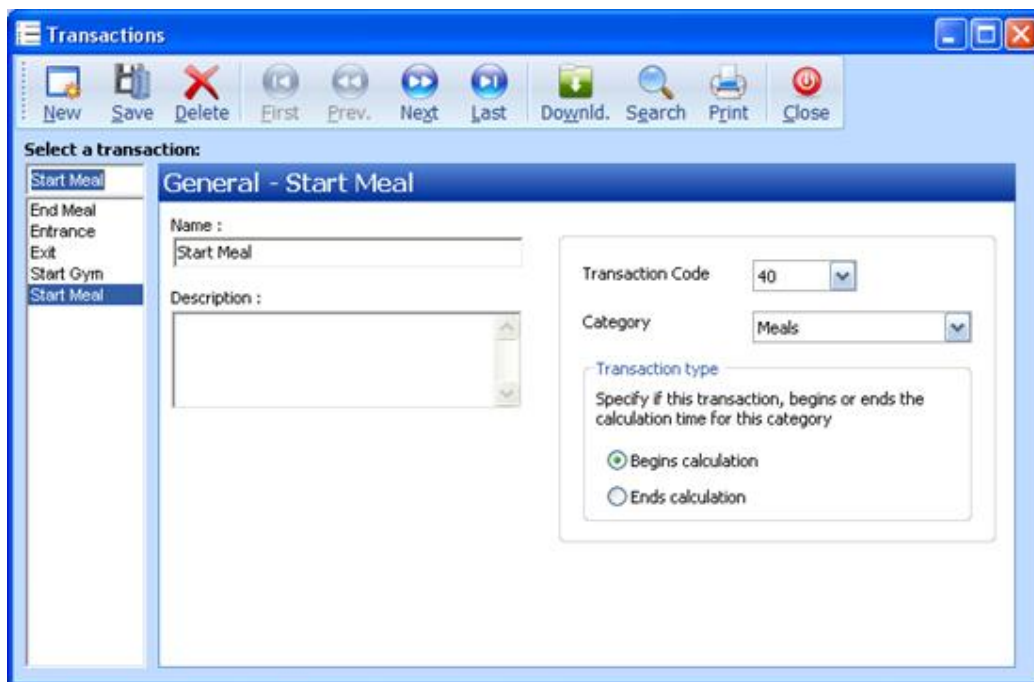 Transactions
New Save Delete First Prev. Next Last Downld. Search Print Close
Select a transaction:
Start Meal
End Meal
Entrance
Exit
Start Gym
Start Meal
General - Start Meal
Name :
Start Meal
Description :
Transaction Code
40
Category
Meals
Transaction type
Specify if this transaction, begins or ends the
calculation time for this category
Begins calculation
Ends calculation